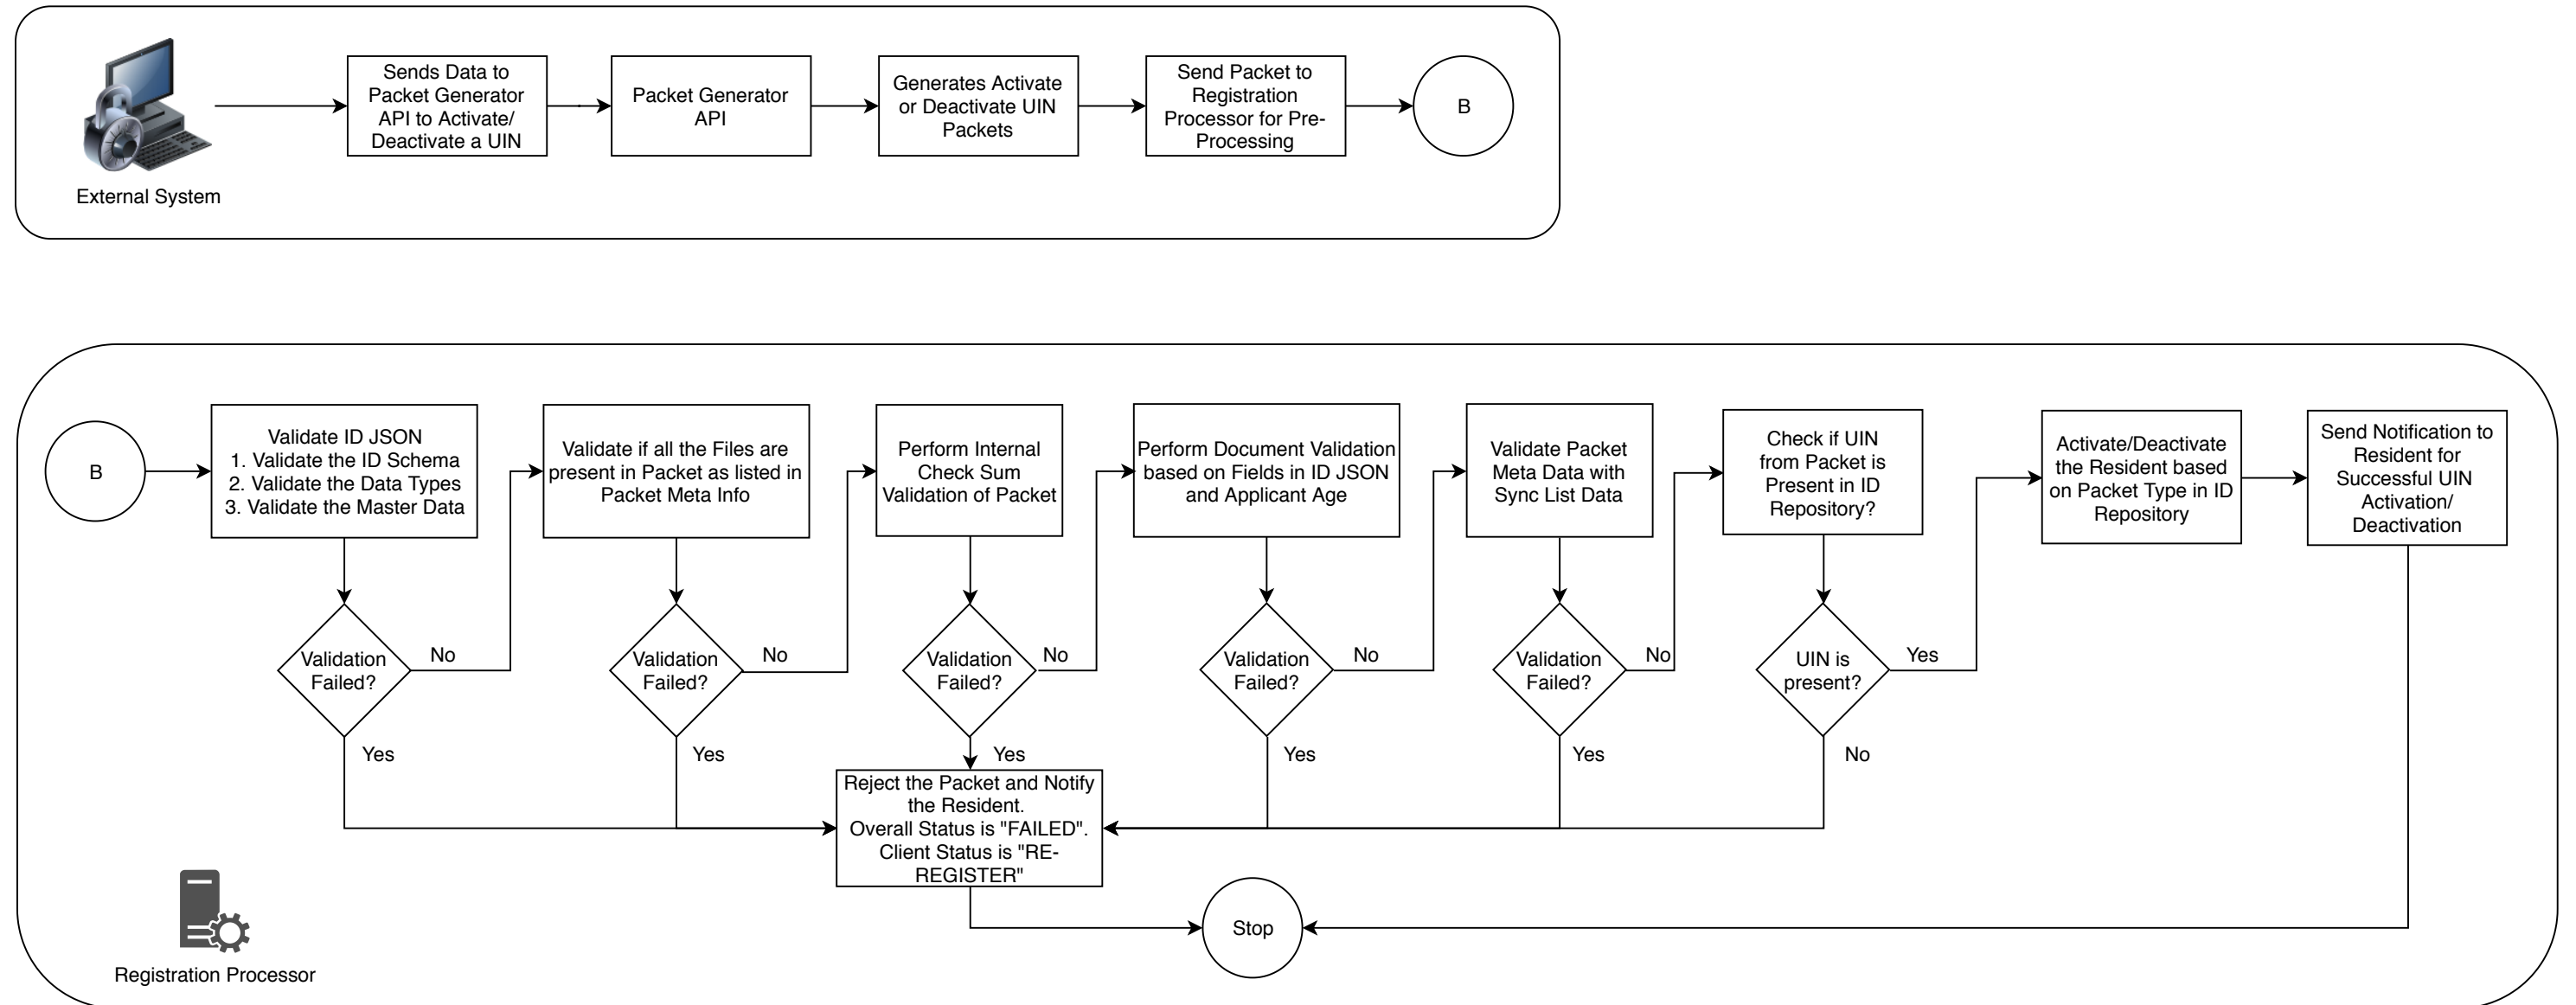 Sends Data to
Packet Generator
API to Activate/
Deactivate a UIN
Packet Generator
API
Generates Activate
or Deactivate UIN
Packets
Send Packet to
Registration
Processor for Pre-
Processing
B
External System
B
Validate ID JSON
1. Validate the ID Schema
2. Validate the Data Types
3. Validate the Master Data
Validate if all the Files are
present in Packet as listed in
Packet Meta Info
Perform Internal
Check Sum
Validation of Packet
Perform Document Validation
based on Fields in ID JSON
and Applicant Age
Validate Packet
Meta Data with
Sync List Data
Check if UIN
from Packet is
Present in ID
Repository?
Activate/Deactivate
the Resident based
on Packet Type in ID
Repository
Send Notification to
Resident for
Successful UIN
Activation/
Deactivation
Validation
Failed?
No
Validation
Failed?
No
Validation
Failed?
No
Validation
Failed?
No
Validation
Failed?
No
UIN is
present?
Yes
Yes
Yes
Yes
Yes
Yes
No
Reject the Packet and Notify
the Resident.
Overall Status is "FAILED".
Client Status is "RE-
REGISTER"
Stop
Registration Processor